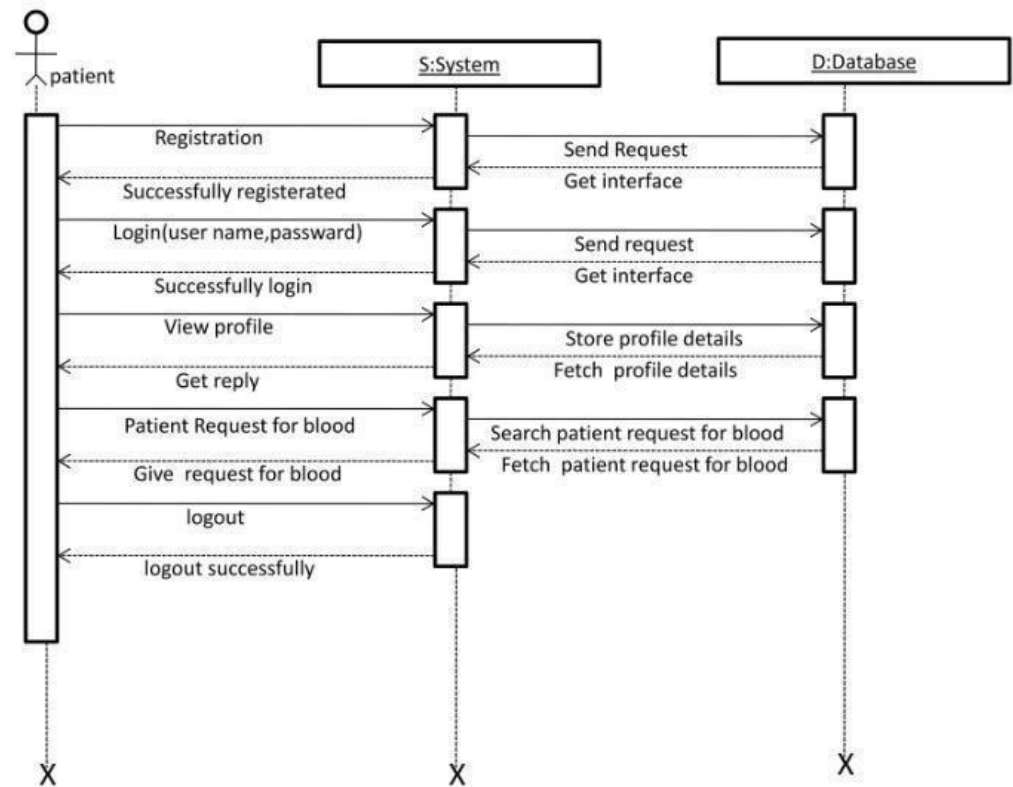 patient
S:System
D:Database
Registration
Send Request
Get interface
Successfully registerated
Login(user name,passward)
Send request
Get interface
Successfully login
View profile
Store profile details
Fetch profile details
Get reply
Patient Request for blood
Search patient request for blood
Fetch patient request for blood
Give request for blood
logout
logout successfully
X
X
X